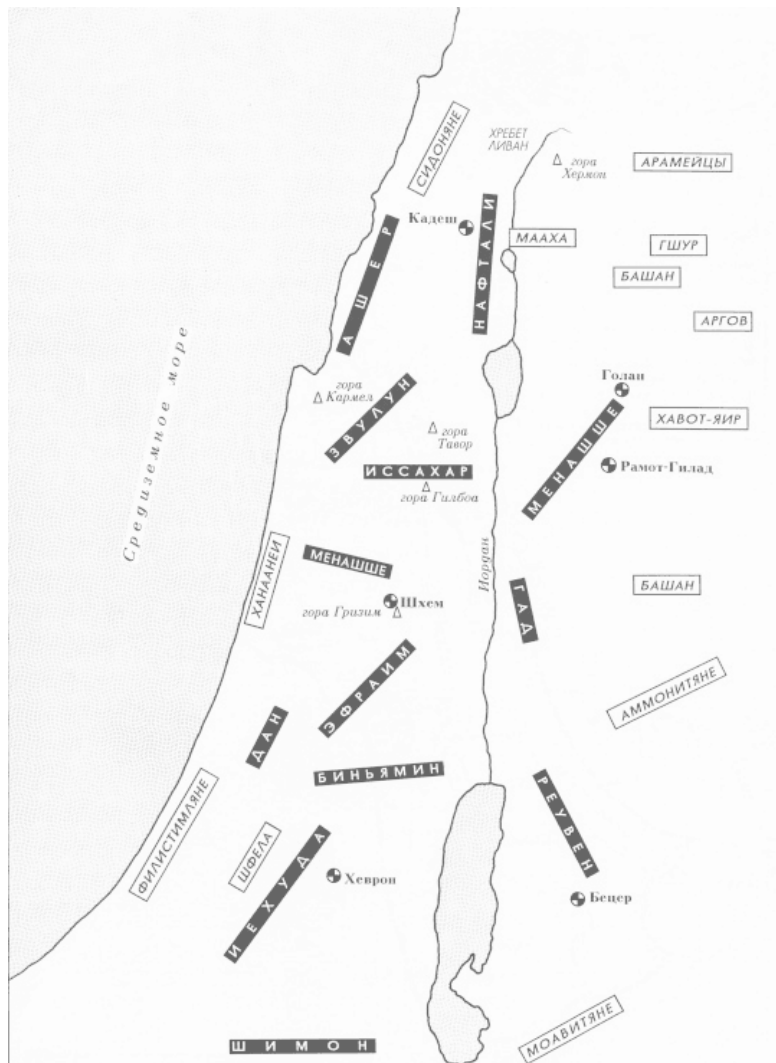 СИДОНЯНЕ
ХРЕБЕТ
ЛИВАН
гора
Хермон
АРАМЕЙЦЫ
Кадеш
АШЕР
НАФТАЛИ
МААХА
ГШУР
БАШАН
АРГОВ
Средиземное море
гора
Кармел
ЗВУЛУН
гора
Тавор
ИССАХАР
гора Гилбоа
Голан
МЕНАШШЕ
ХАВОТ-ЯИР
Рамот-Гилад
ХАНААНЕИ
МЕНАШШЕ
Шхем
гора Гризим
Иордан
ГАД
БАШАН
ЭФРАИМ
АММОНИТЯНЕ
ДАН
БИНЬЯМИН
РЕУВЕН
ФИЛИСТИМЛЯНЕ
ШФЕЛА
ИЕХУДА
Хеврон
Бецер
ШИМОН
МОАВИТЯНЕ